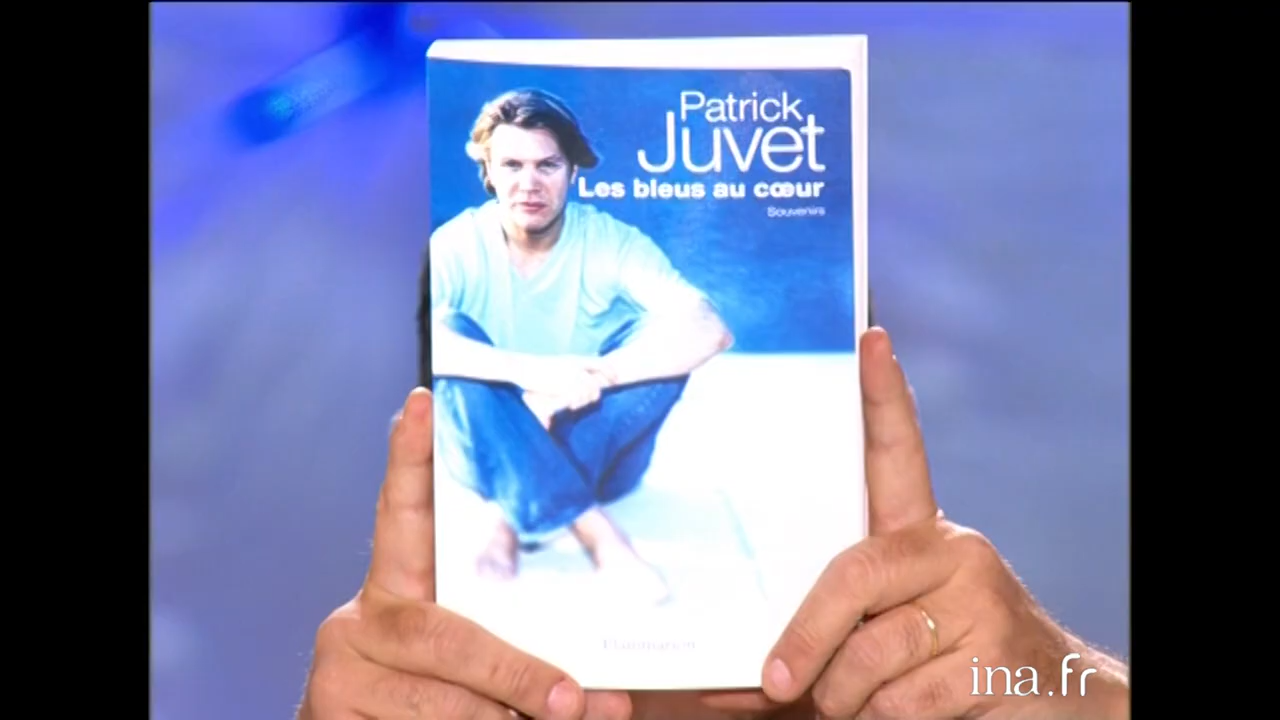 Patrick
Juvet
Les bleus au cœur
Souvenirs
Flammarion
ina.fr